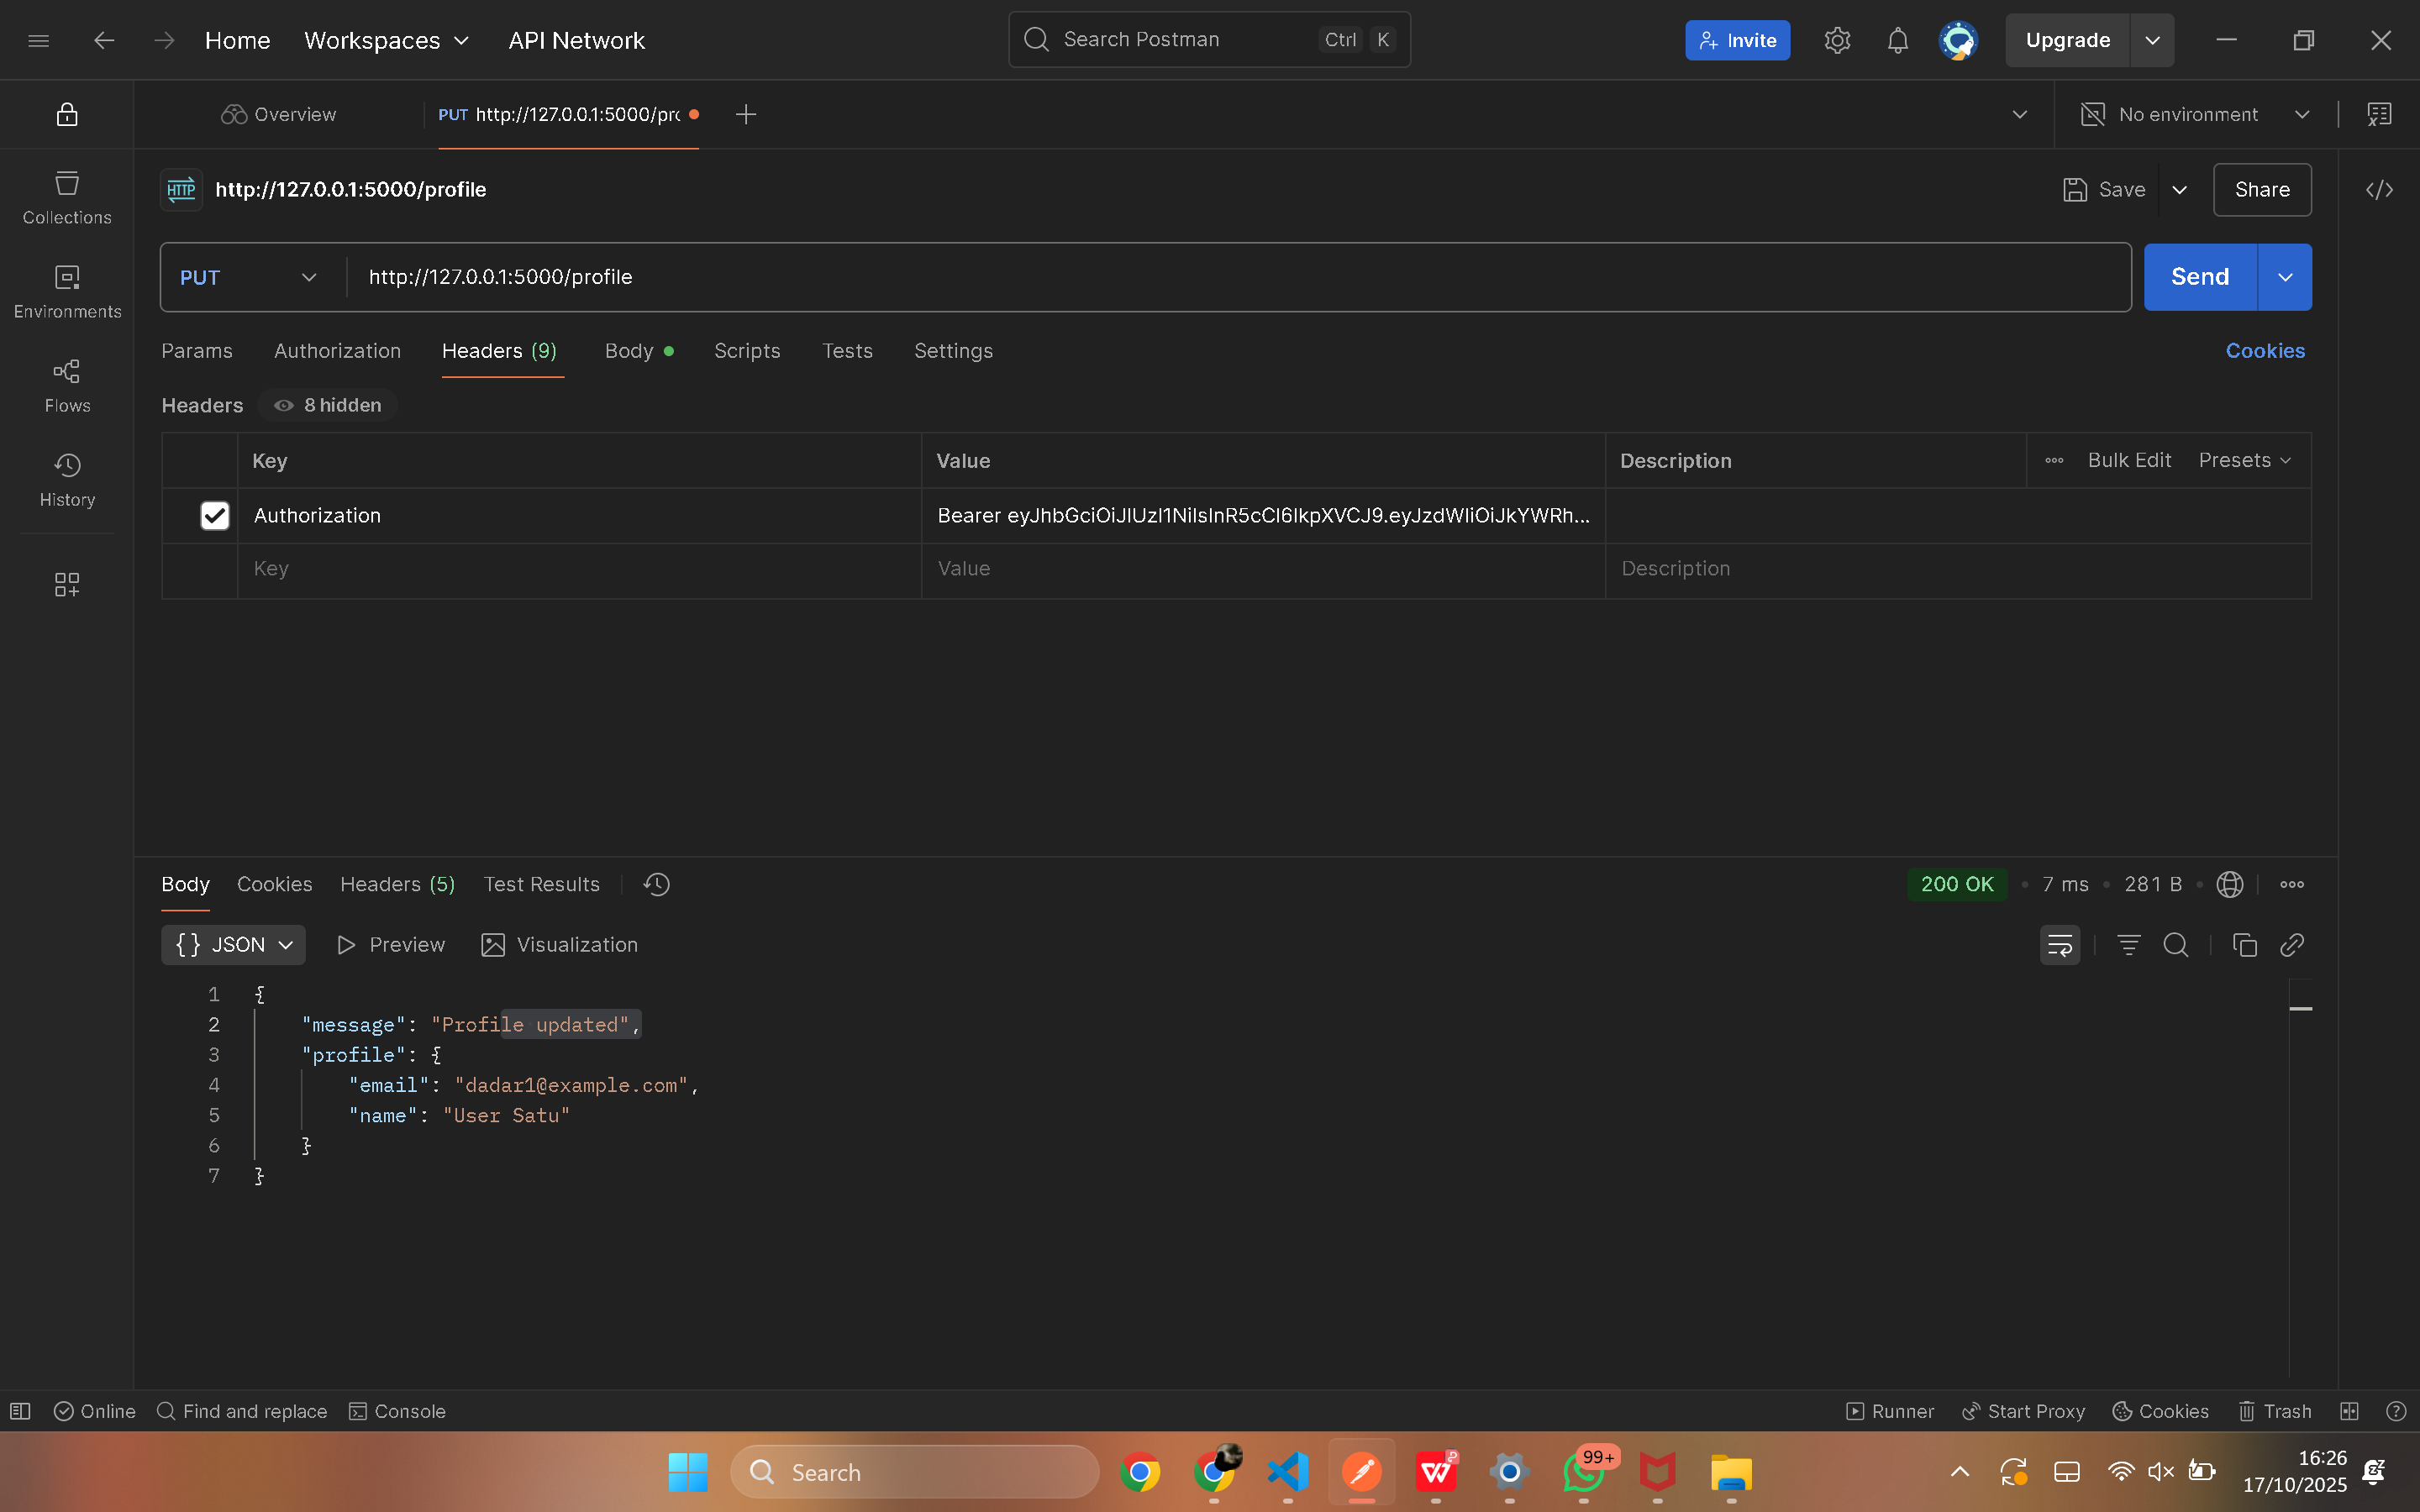 Home Workspaces API Network Search Postman Ctrl K Invite Upgrade
Overview PUT http://127.0.0.1:5000/prc No environment
HTTP http://127.0.0.1:5000/profile Save Share
PUT http://127.0.0.1:5000/profile Send
Params Authorization Headers (9) Body Scripts Tests Settings Cookies
Headers 8 hidden
Key Value Description Bulk Edit Presets
Authorization Bearer eyJhbGciOiJIUzI1NiIsInR5cCI6IkpXVCJ9.eyJzdWIiOiJkYWRh...
Key Value Description
Collections
Environments
Flows
History
Body Cookies Headers (5) Test Results 200 OK 7 ms 281 B
{} JSON Preview Visualization
1 {
2 "message": "Profile updated",
3 "profile": {
4 "email": "dadar1@example.com",
5 "name": "User Satu"
6 }
7 }
Online Find and replace Console Runner Start Proxy Cookies Trash
Search 99+ 16:26
17/10/2025